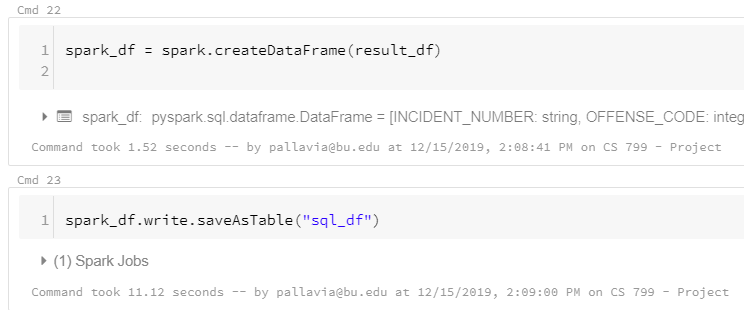 Cmd 22
1 spark_df = spark.createDataFrame(result_df)
2
spark_df: pyspark.sql.dataframe.DataFrame = [INCIDENT_NUMBER: string, OFFENSE_CODE: integ
Command took 1.52 seconds -- by pallavia@bu.edu at 12/15/2019, 2:08:41 PM on CS 799 - Project
Cmd 23
1 spark_df.write.saveAsTable("sql_df")
(1) Spark Jobs
Command took 11.12 seconds -- by pallavia@bu.edu at 12/15/2019, 2:09:00 PM on CS 799 - Project